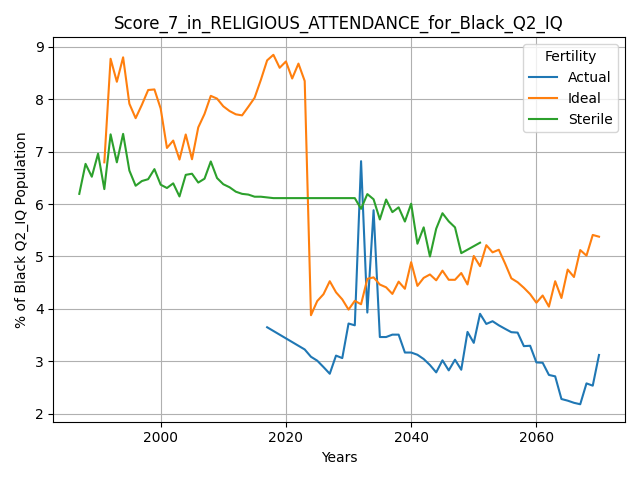 Score_7_in_RELIGIOUS_ATTENDANCE_for_Black_Q2_IQ
% of Black Q2_IQ Population
9
8
7
6
5
4
3
2
Fertility
Actual
Ideal
Sterile
2000 2020 2040 2060
Years